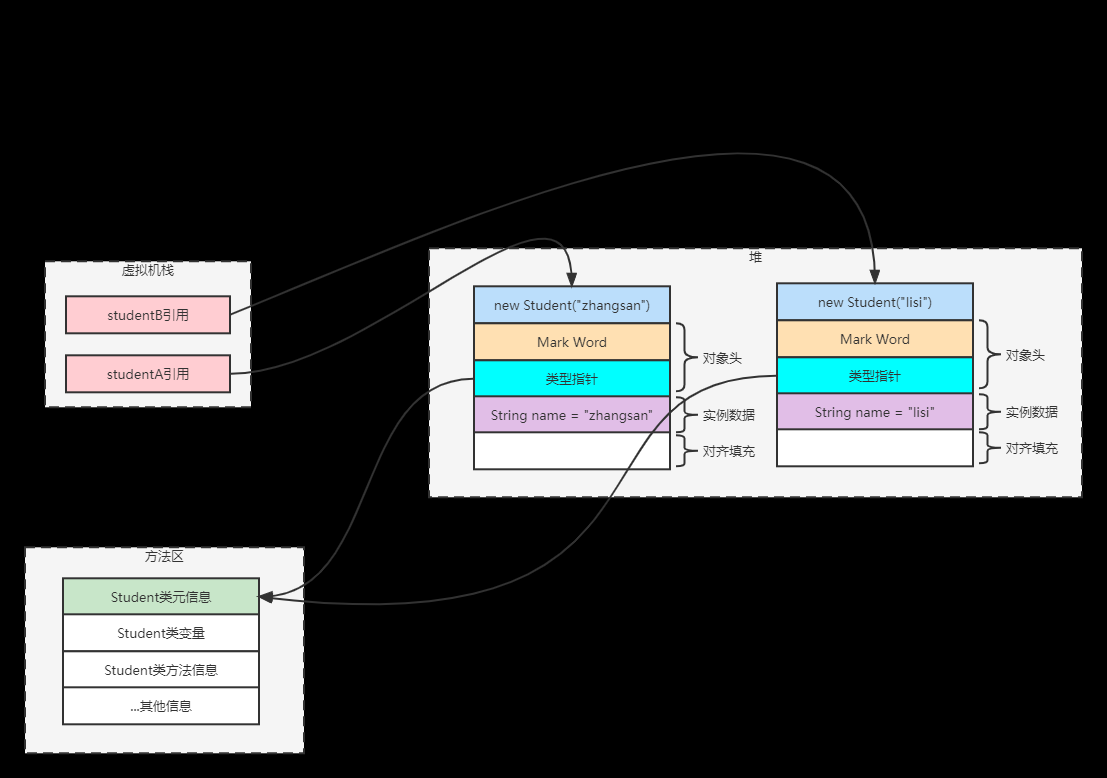 虚拟机栈
studentB引用
studentA引用
堆
new Student("zhangsan")
Mark Word
类型指针
String name = "zhangsan"
对象头
实例数据
对齐填充
new Student("lisi")
Mark Word
类型指针
String name = "lisi"
对象头
实例数据
对齐填充
方法区
Student类元信息
Student类变量
Student类方法信息
...其他信息